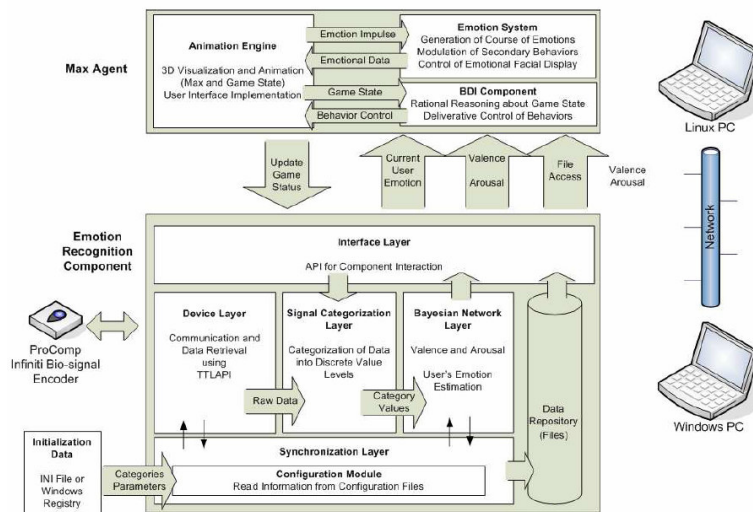 Max Agent
Animation Engine
3D Visualization and Animation
(Max and Game State)
User Interface Implementation
Emotion Impulse
Emotional Data
Game State
Behavior Control
Emotion System
Generation of Course of Emotions
Modulation of Secondary Behaviors
Control of Emotional Facial Display
BDI Component
Rational Reasoning about Game State
Deliverative Control of Behaviors
Linux PC
Update
Game
Status
Current
User
Emotion
Valence
Arousal
File
Access
Valence
Arousal
Network
Emotion
Recognition
Component
Interface Layer
API for Component Interaction
ProComp
Infiniti Bio-signal
Encoder
Device Layer
Communication and
Data Retrieval
using
TTLAPI
Raw Data
Signal Categorization
Layer
Categorization of Data
into Discrete Value
Levels
Category
Values
Bayesian Network
Layer
Valence and Arousal
User's Emotion
Estimation
Data
Repository
(Files)
Windows PC
Initialization
Data
INI File or
Windows
Registry
Categories
Parameters
Synchronization Layer
Configuration Module
Read Information from Configuration Files